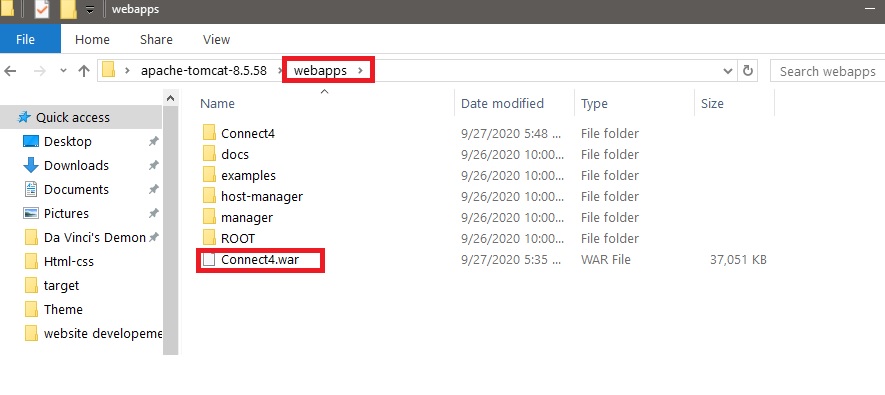 webapps
File Home Share View
apache-tomcat-8.5.58 webapps Search webapps
Name Date modified Type Size
Quick access
Desktop
Downloads
Documents
Pictures
Da Vinci's Demon
Html-css
target
Theme
website developeme
Connect4 9/27/2020 5:48 ... File folder
docs 9/26/2020 10:00... File folder
examples 9/26/2020 10:00... File folder
host-manager 9/26/2020 10:00... File folder
manager 9/26/2020 10:00... File folder
ROOT 9/26/2020 10:00... File folder
Connect4.war 9/27/2020 5:35 ... WAR File 37,051 KB